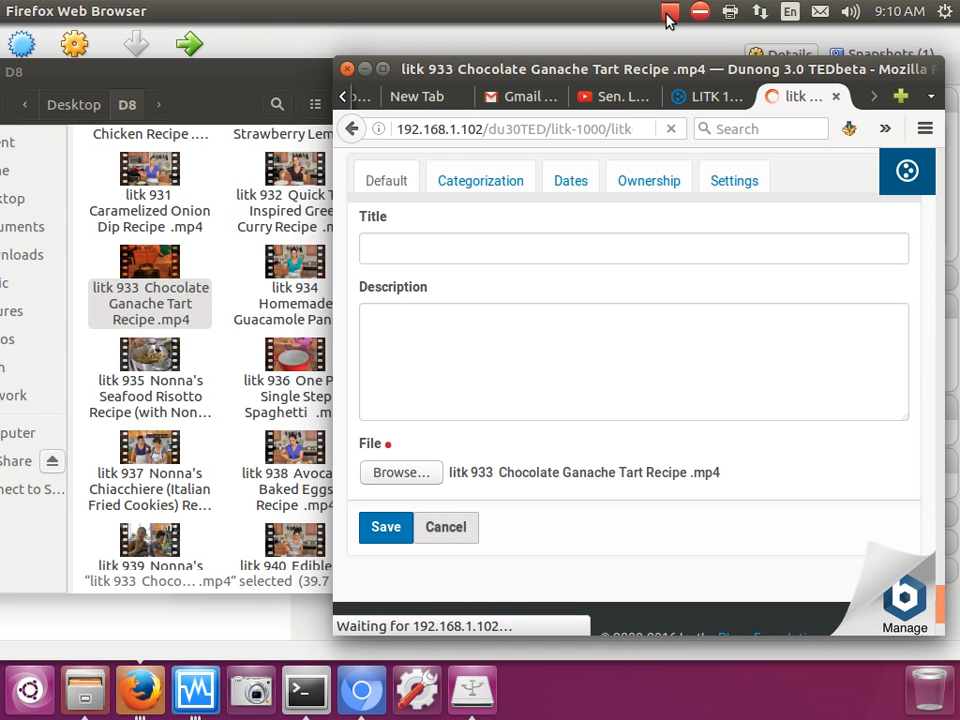 Firefox Web Browser
En
9:10 AM
Details
Snapshots (1)
D8
litk 933 Chocolate Ganache Tart Recipe .mp4 — Dunong 3.0 TEDbeta - Mozilla F
Desktop
D8
o...
New Tab
Gmail ...
Sen. L...
LITK 1...
litk ...
192.168.1.102/du30TED/litk-1000/litk-
Search
ent
e
top
uments
wnloads
ic
ures
os
h
work
puter
Share
nect to S...
Chicken Recipe ....
Strawberry Lem
litk 931
Caramelized Onion
Dip Recipe .mp4
litk 932 Quick T
Inspired Gree
Curry Recipe .m
litk 933 Chocolate
Ganache Tart
Recipe .mp4
litk 934
Homemade
Guacamole Pan
litk 935 Nonna's
Seafood Risotto
Recipe (with Non...
litk 936 One P
Single Step
Spaghetti .m
litk 937 Nonna's
Chiacchiere (Italian
Fried Cookies) Re...
litk 938 Avoca
Baked Eggs
Recipe .mp4
litk 939 Nonna's
litk 940 Edible
"litk 933 Choco... .mp4" selected (39.7
Default
Categorization
Dates
Ownership
Settings
Title
Description
File
Browse...
litk 933 Chocolate Ganache Tart Recipe .mp4
Save
Cancel
Manage
Waiting for 192.168.1.102...